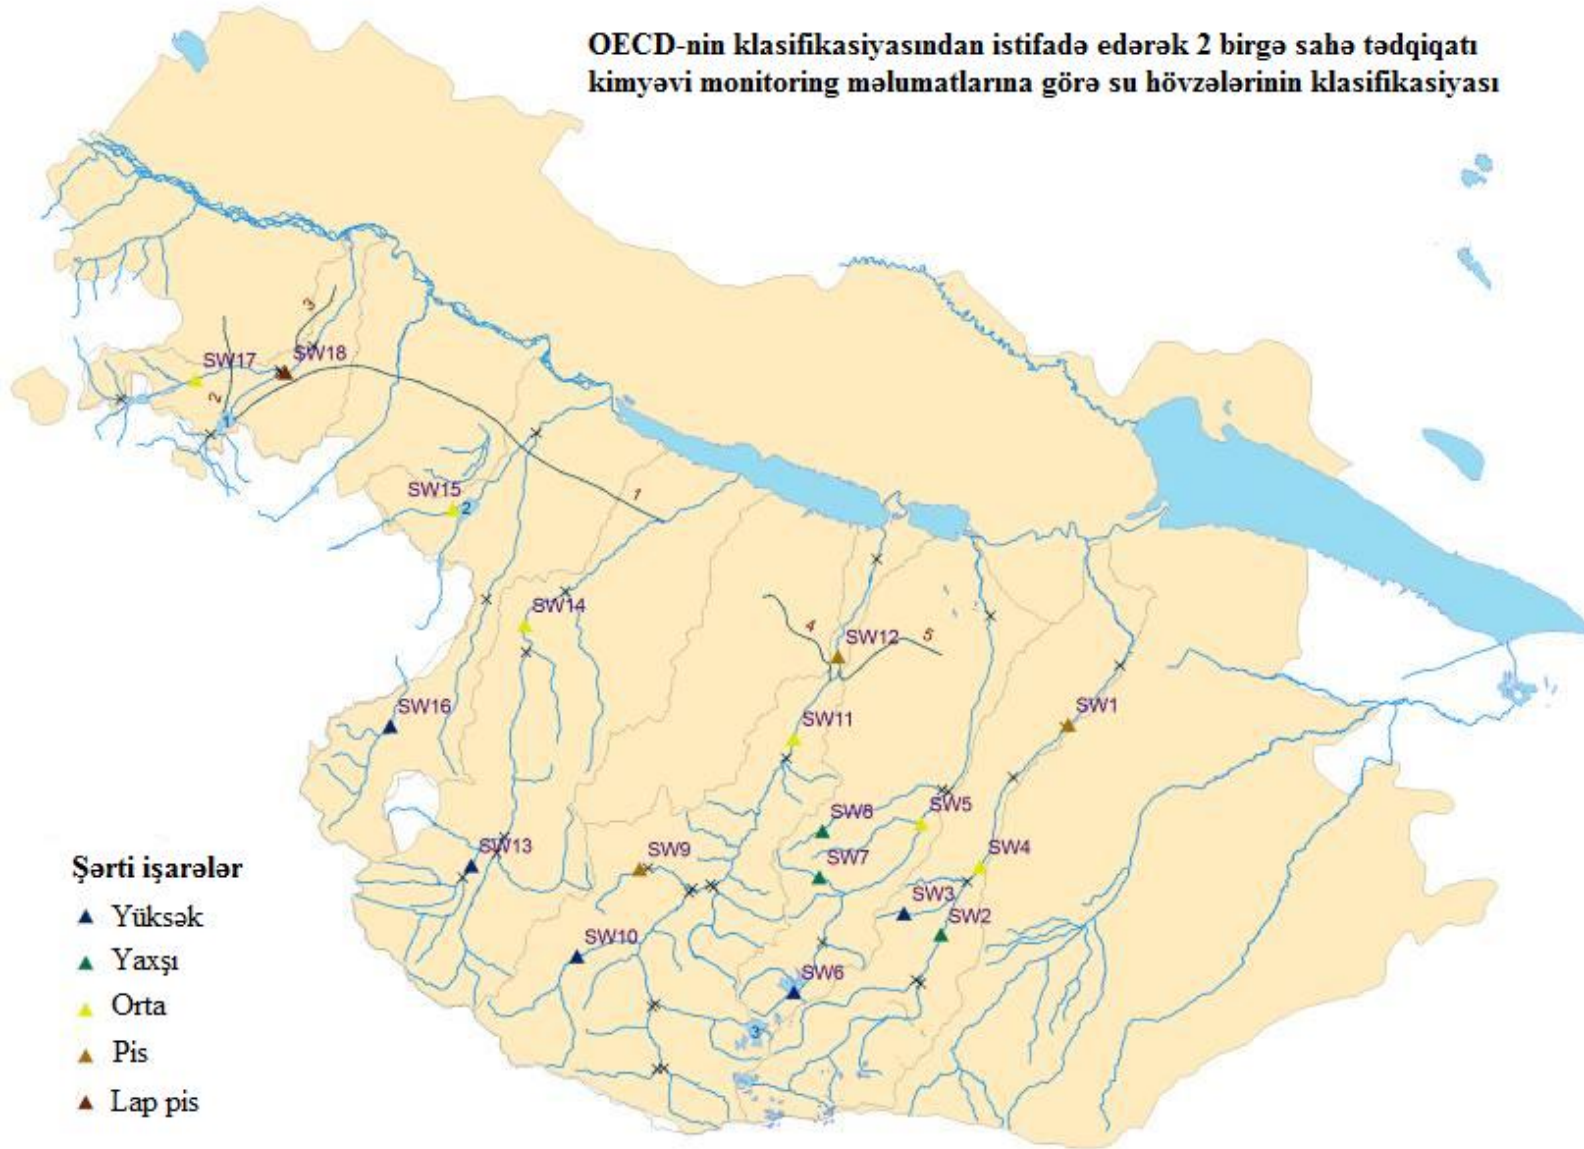 OECD-nin klasifikasiyasından istifadə edərək 2 birgə sahə tədqiqatı
kimyəvi monitoring məlumatlarına görə su hövzələrinin klasifikasiyası
3
SW17
SW18
2
1
1
SW15
2
SW14
4
SW12
5
SW16
SW11
SW1
SW8
SW5
SW13
SW9
SW7
SW4
SW3
SW2
SW10
SW6
3
Şərti işarələr
Yüksək
Yaxşı
Orta
Pis
Lap pis